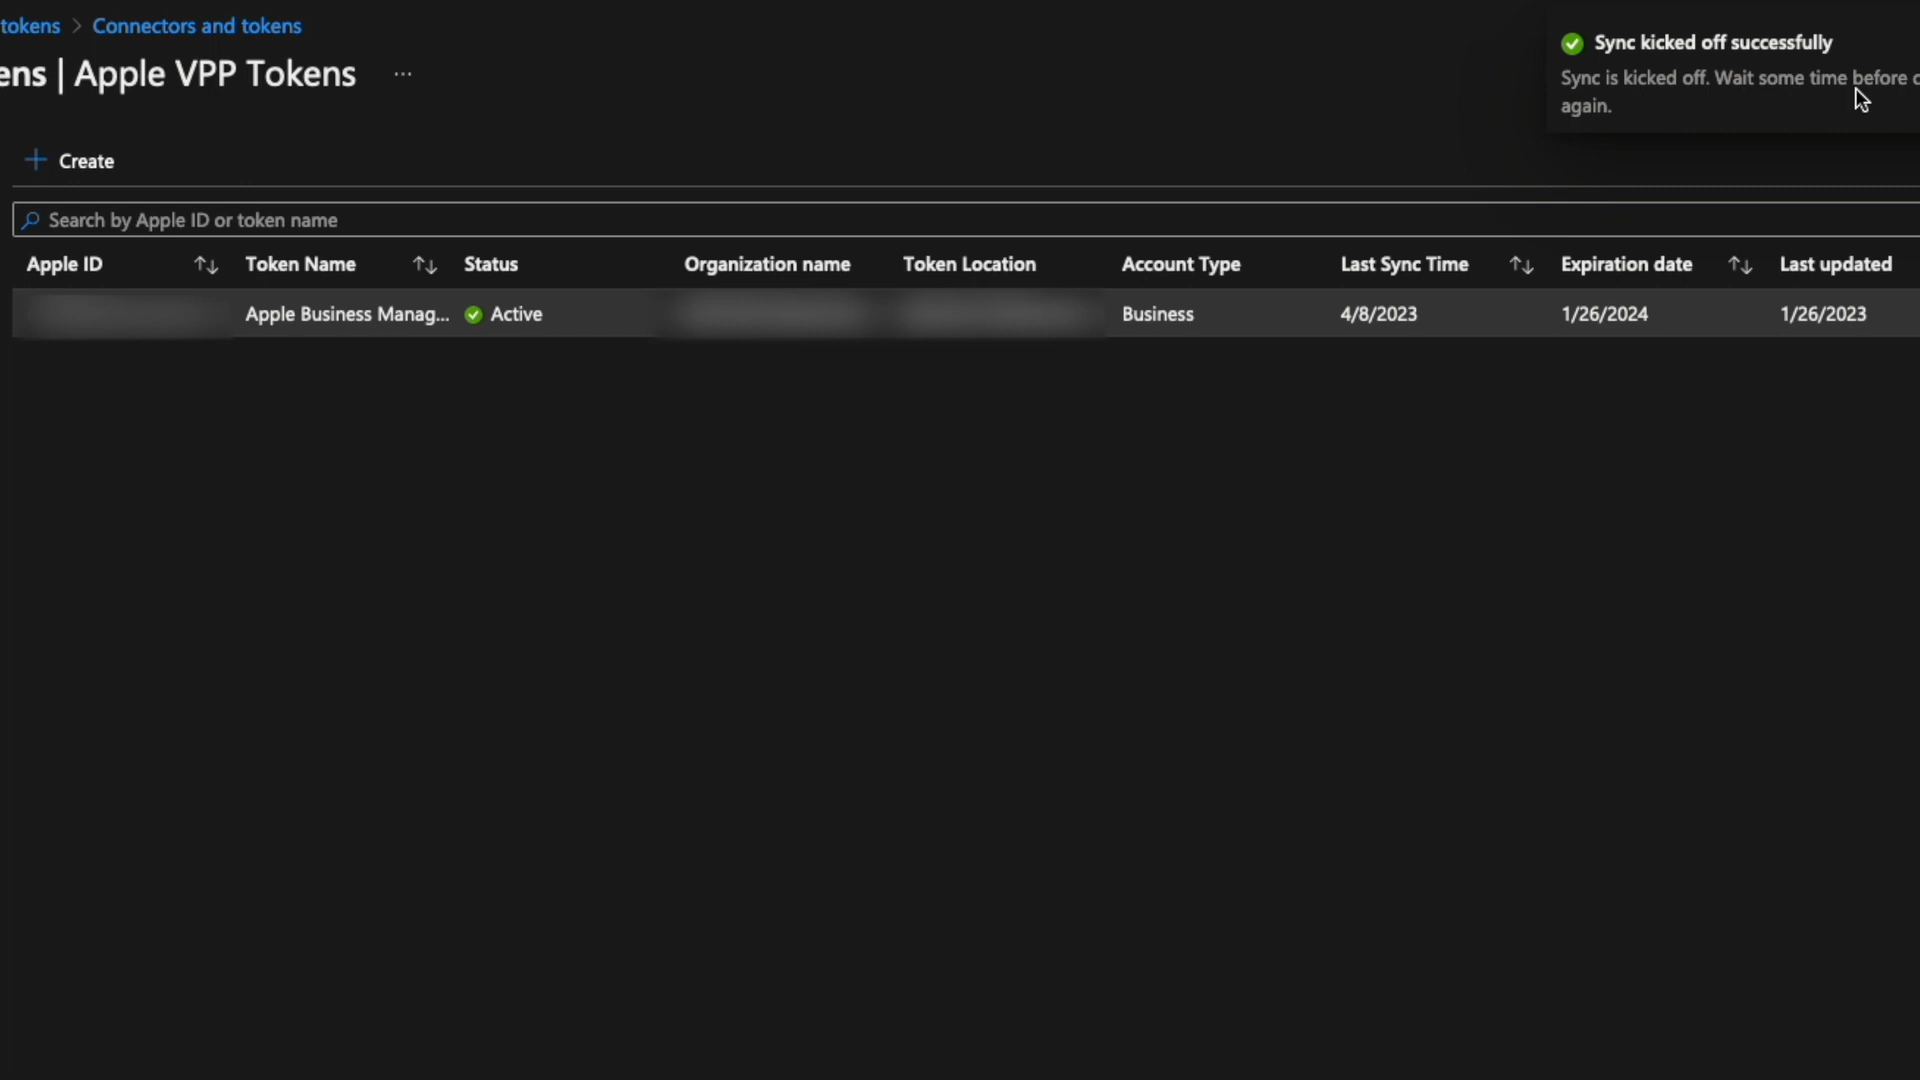 tokens > Connectors and tokens
ens | Apple VPP Tokens ...
Sync kicked off successfully
Sync is kicked off. Wait some time before
again.
+ Create
Search by Apple ID or token name
Apple ID ↑↓ Token Name ↑↓ Status Organization name Token Location Account Type Last Sync Time ↑↓ Expiration date ↑↓ Last updated
Apple Business Manag... Active Business 4/8/2023 1/26/2024 1/26/2023